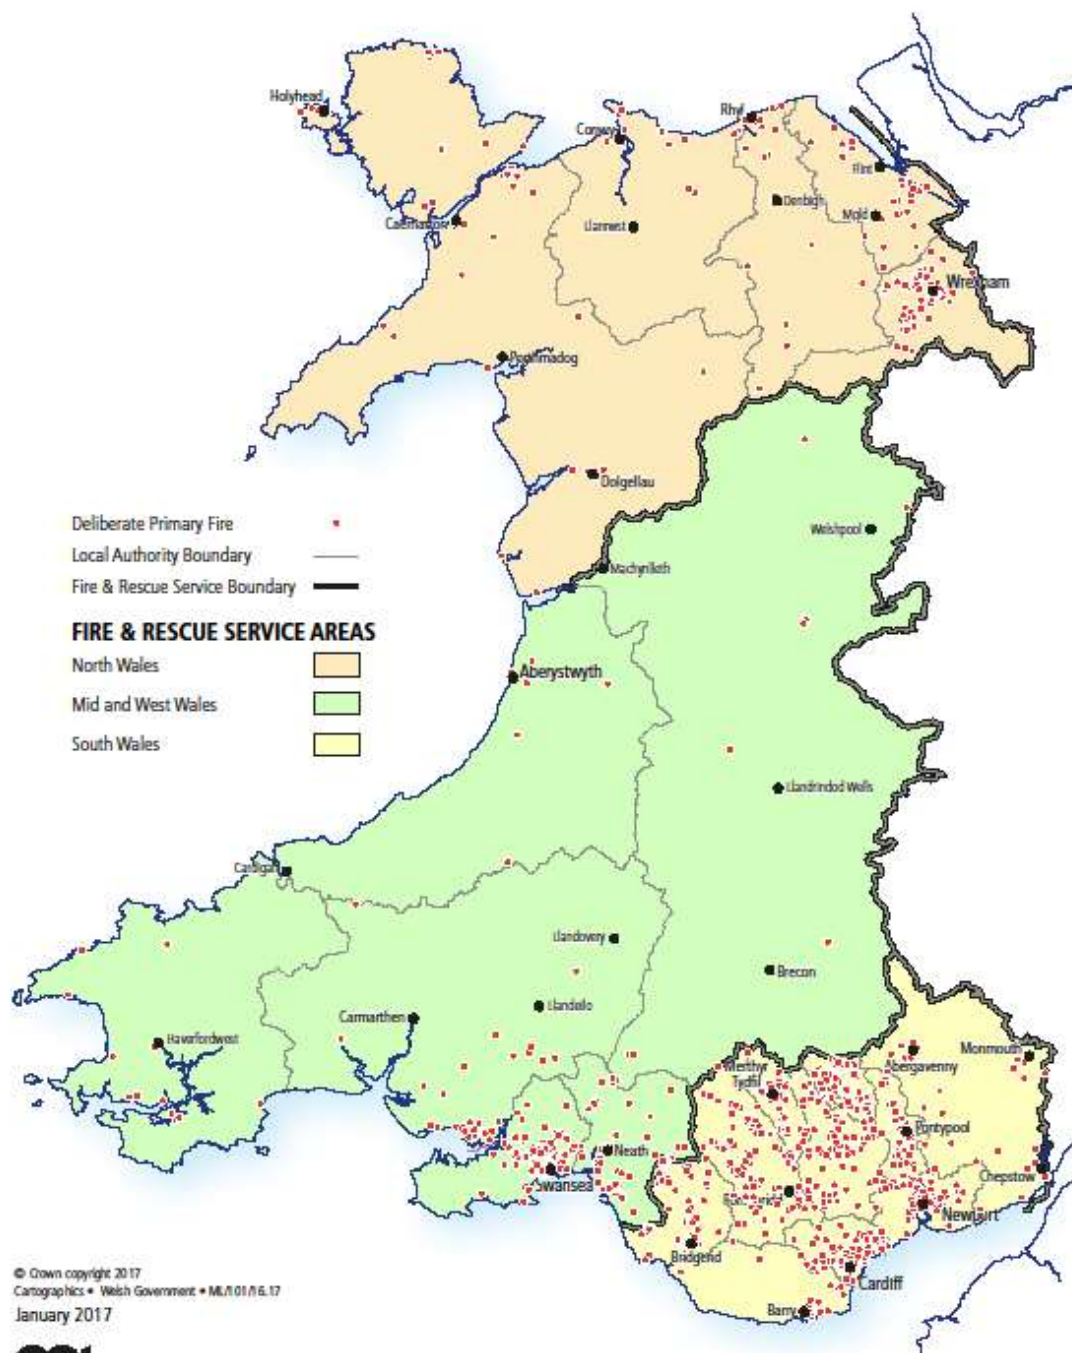 Holyhead
Rhyl
Conwy
Flint
Denbigh
Mold
Caernarfon
Llanrwst
Wrexham
Porthmadog
Dolgellau
Deliberate Primary Fire
Welshpool
Local Authority Boundary
Machynlleth
Fire & Rescue Service Boundary
FIRE & RESCUE SERVICE AREAS
North Wales
Aberystwyth
Mid and West Wales
South Wales
Llandrindod Wells
Cardigan
Llandovery
Brecon
Llandeilo
Carmarthen
Haverfordwest
Monmouth
Abergavenny
Merthyr
Tydfil
Pontypool
Neath
Chepstow
Swansea
Newport
Bridgend
© Crown copyright 2017
Cardiff
Cartographics • Welsh Government • ML/101/16.17
January 2017
Barry